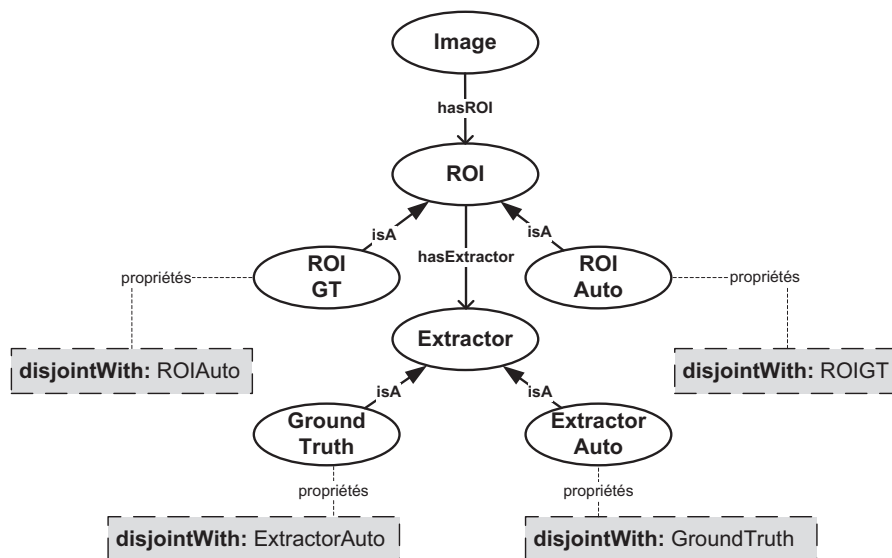 Image
hasROI
ROI
isA
isA
hasExtractor
ROI
GT
ROI
Auto
propriétés
propriétés
Extractor
disjointWith: ROIAuto
disjointWith: ROIGT
isA
isA
Ground
Truth
Extractor
Auto
propriétés
propriétés
disjointWith: ExtractorAuto
disjointWith: GroundTruth